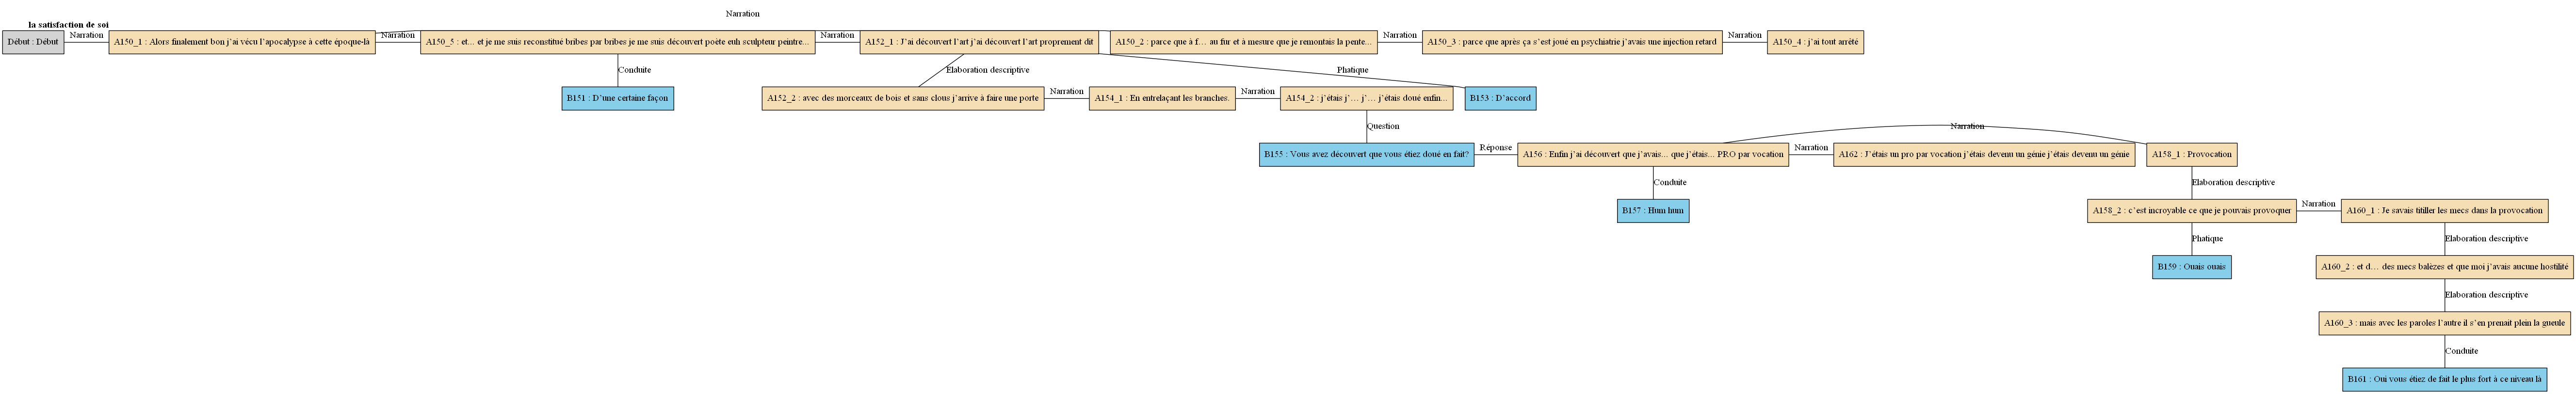 Narration
la satisfaction de soi
Début : Début
Narration
A150_1 : Alors finalement bon j'ai vécu l'apocalypse à cette époque-là
Narration
A150_5 : et... et je me suis reconstitué bribes par bribes je me suis découvert poète euh sculpteur peintre...
Narration
A152_1 : J'ai découvert l'art j'ai découvert l'art proprement dit
A150_2 : parce que à f… au fur et à mesure que je remontais la pente...
Narration
A150_3 : parce que après ça s'est joué en psychiatrie j'avais une injection retard
Narration
A150_4 : j'ai tout arrêté
Conduite
Elaboration descriptive
Phatique
B151 : D'une certaine façon
A152_2 : avec des morceaux de bois et sans clous j'arrive à faire une porte
Narration
A154_1 : En entrelaçant les branches.
Narration
A154_2 : j'étais j'… j'… j'étais doué enfin...
B153 : D'accord
Question
Narration
B155 : Vous avez découvert que vous étiez doué en fait?
Réponse
A156 : Enfin j'ai découvert que j'avais... que j'étais... PRO par vocation
Narration
A162 : J'étais un pro par vocation j'étais devenu un génie j'étais devenu un génie
A158_1 : Provocation
Conduite
Elaboration descriptive
B157 : Hum hum
A158_2 : c'est incroyable ce que je pouvais provoquer
Narration
A160_1 : Je savais titiller les mecs dans la provocation
Phatique
Elaboration descriptive
B159 : Ouais ouais
A160_2 : et d… des mecs balèzes et que moi j'avais aucune hostilité
Elaboration descriptive
A160_3 : mais avec les paroles l'autre il s'en prenait plein la gueule
Conduite
B161 : Oui vous étiez de fait le plus fort à ce niveau là